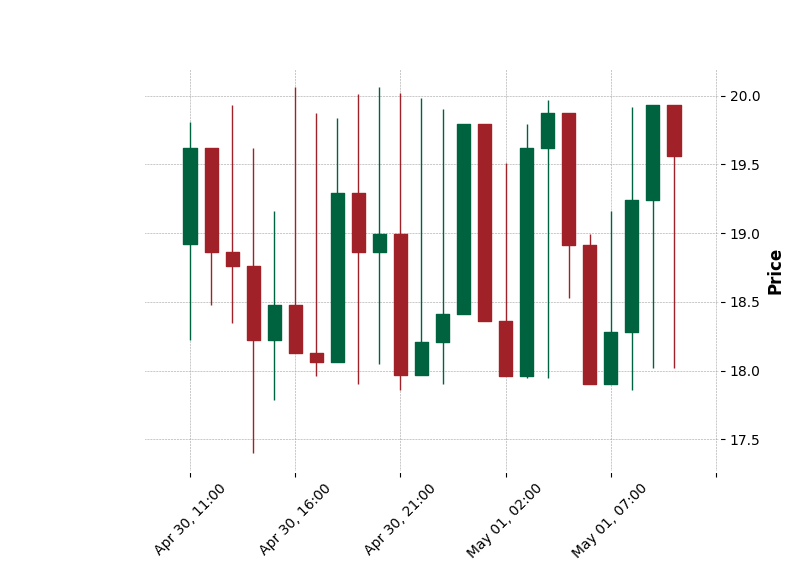 20.0
19.5
19.0
18.5
18.0
17.5
Price
Apr 30, 11:00
Apr 30, 16:00
Apr 30, 21:00
May 01, 02:00
May 01, 07:00